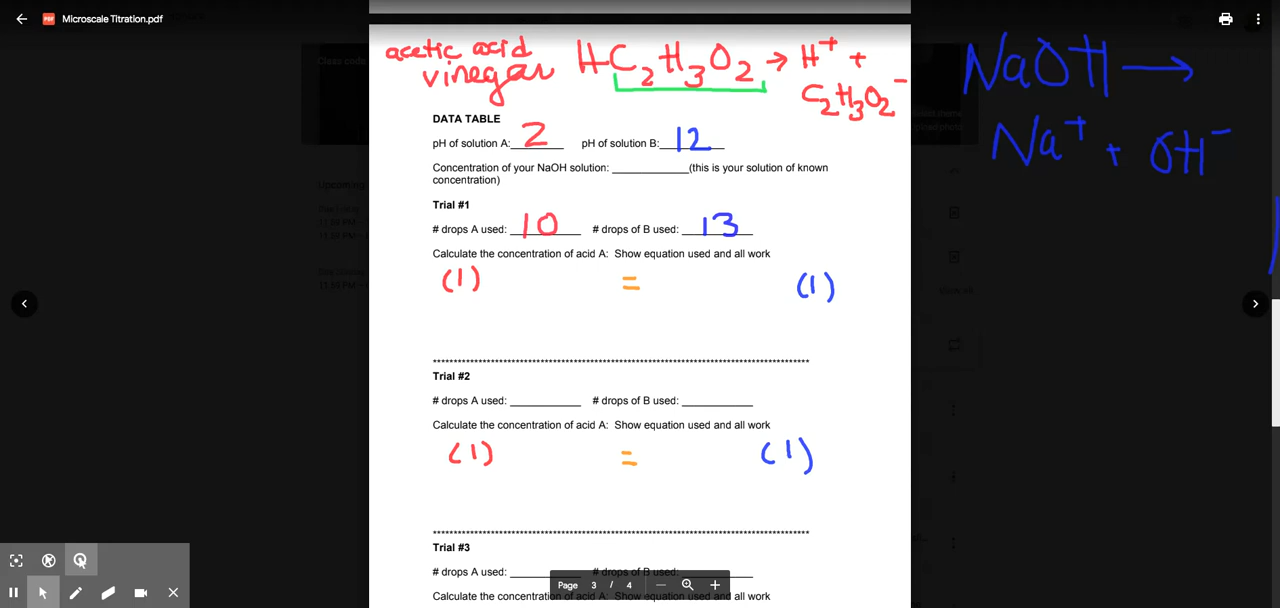 Microscale Titration.pdf
acetic acid HC2H3O2 → H+ +
vinegar C2H3O2−
NaOH →
Na+ + OH−
DATA TABLE
pH of solution A: 2 pH of solution B: 12
Concentration of your NaOH solution: ____________(this is your solution of known
concentration)
Trial #1
# drops A used: 10 # drops of B used: 13
Calculate the concentration of acid A: Show equation used and all work
(1) = (1)
********************************************************************************
Trial #2
# drops A used: ____________ # drops of B used: ____________
Calculate the concentration of acid A: Show equation used and all work
(1) = (1)
********************************************************************************
Trial #3
# drops A used: ____________ # drops of B used: ____________
Page 3 / 4
Calculate the concentration of acid A: Show equation used and all work